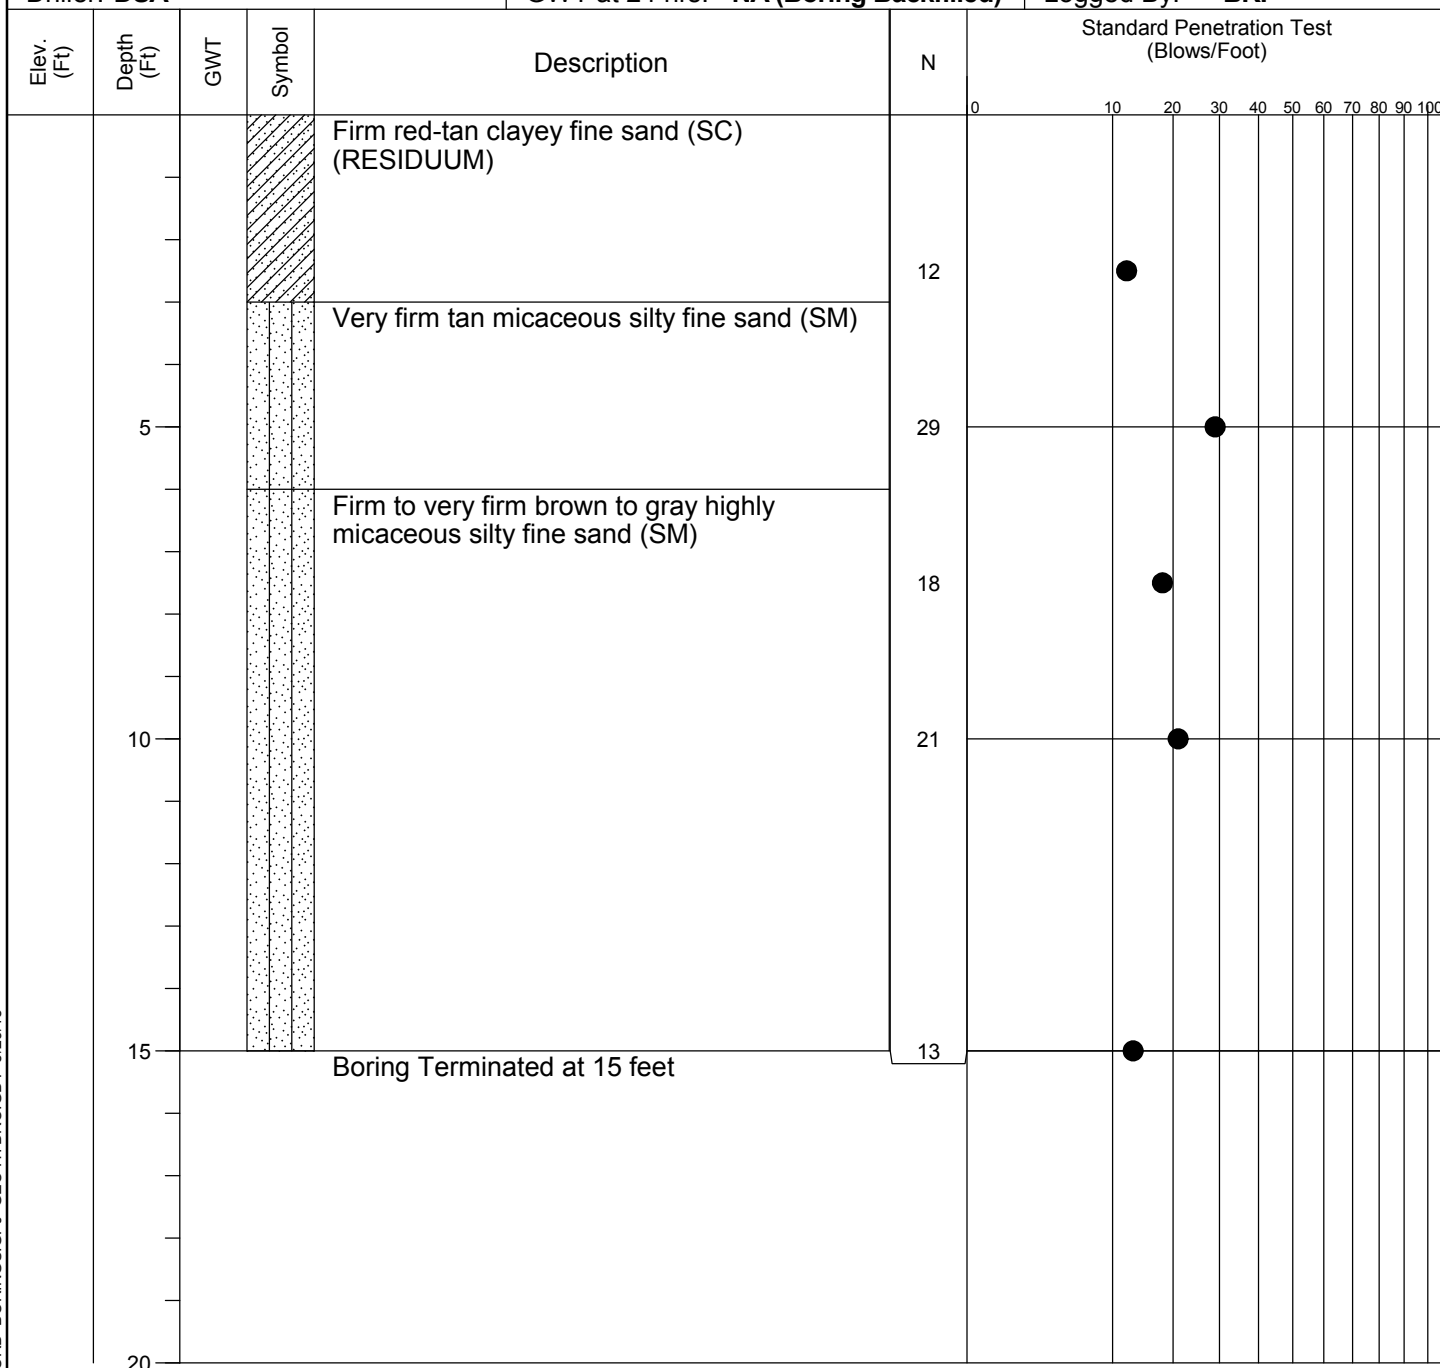 Elev. (Ft)
Depth (Ft)
GWT
Symbol
Description
N
Standard Penetration Test
(Blows/Foot)
0 10 20 30 40 50 60 70 80 90 100
Firm red-tan clayey fine sand (SC)
(RESIDUUM)
12
Very firm tan micaceous silty fine sand (SM)
5 29
Firm to very firm brown to gray highly
micaceous silty fine sand (SM)
18
10 21
15 13
Boring Terminated at 15 feet
20